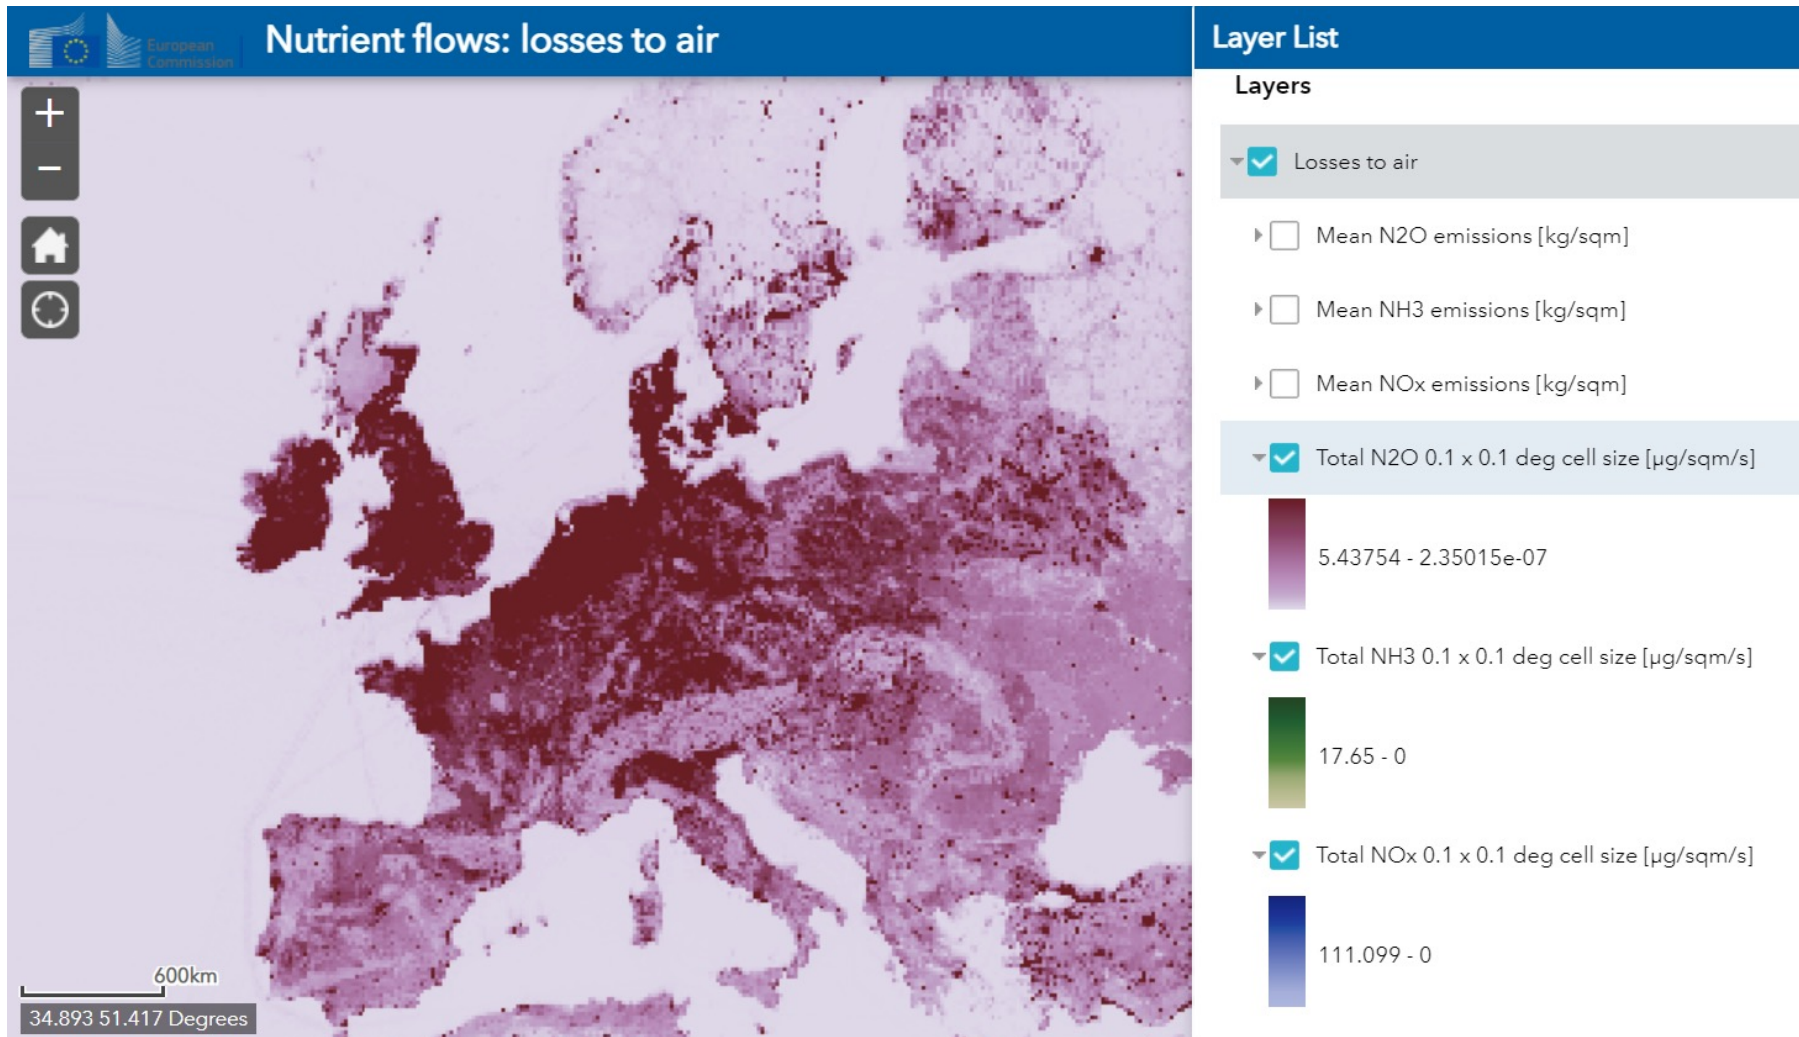 European
Commission
Nutrient flows: losses to air
Layer List
Layers
Losses to air
Mean N2O emissions [kg/sqm]
Mean NH3 emissions [kg/sqm]
Mean NOx emissions [kg/sqm]
Total N2O 0.1 x 0.1 deg cell size [µg/sqm/s]
5.43754 - 2.35015e-07
Total NH3 0.1 x 0.1 deg cell size [µg/sqm/s]
17.65 - 0
Total NOx 0.1 x 0.1 deg cell size [µg/sqm/s]
111.099 - 0
600km
34.893 51.417 Degrees